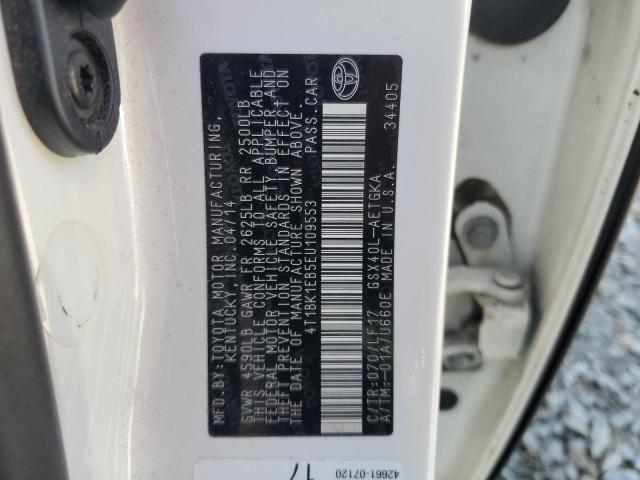 MFD.BY:TOYOTA MOTOR MANUFACTURING,
KENTUCKY, INC.04/14
GVWR 4590LB GAWR FR 2625LB RR 2500LB
THIS VEHICLE CONFORMS TO ALL APPLICABLE
FEDERAL MOTOR VEHICLE SAFETY, BUMPER,AND
THEFT PREVENTION STANDARDS IN EFFECT ON
THE DATE OF MANUFACTURE SHOWN ABOVE.
4T1BK1EB5EU109553 PASS.CAR
C/TR:070/LF17 GSX40L-AETGKA
A/TM:-01A/U660E MADE IN U.S.A.
34405
42661-07120
17